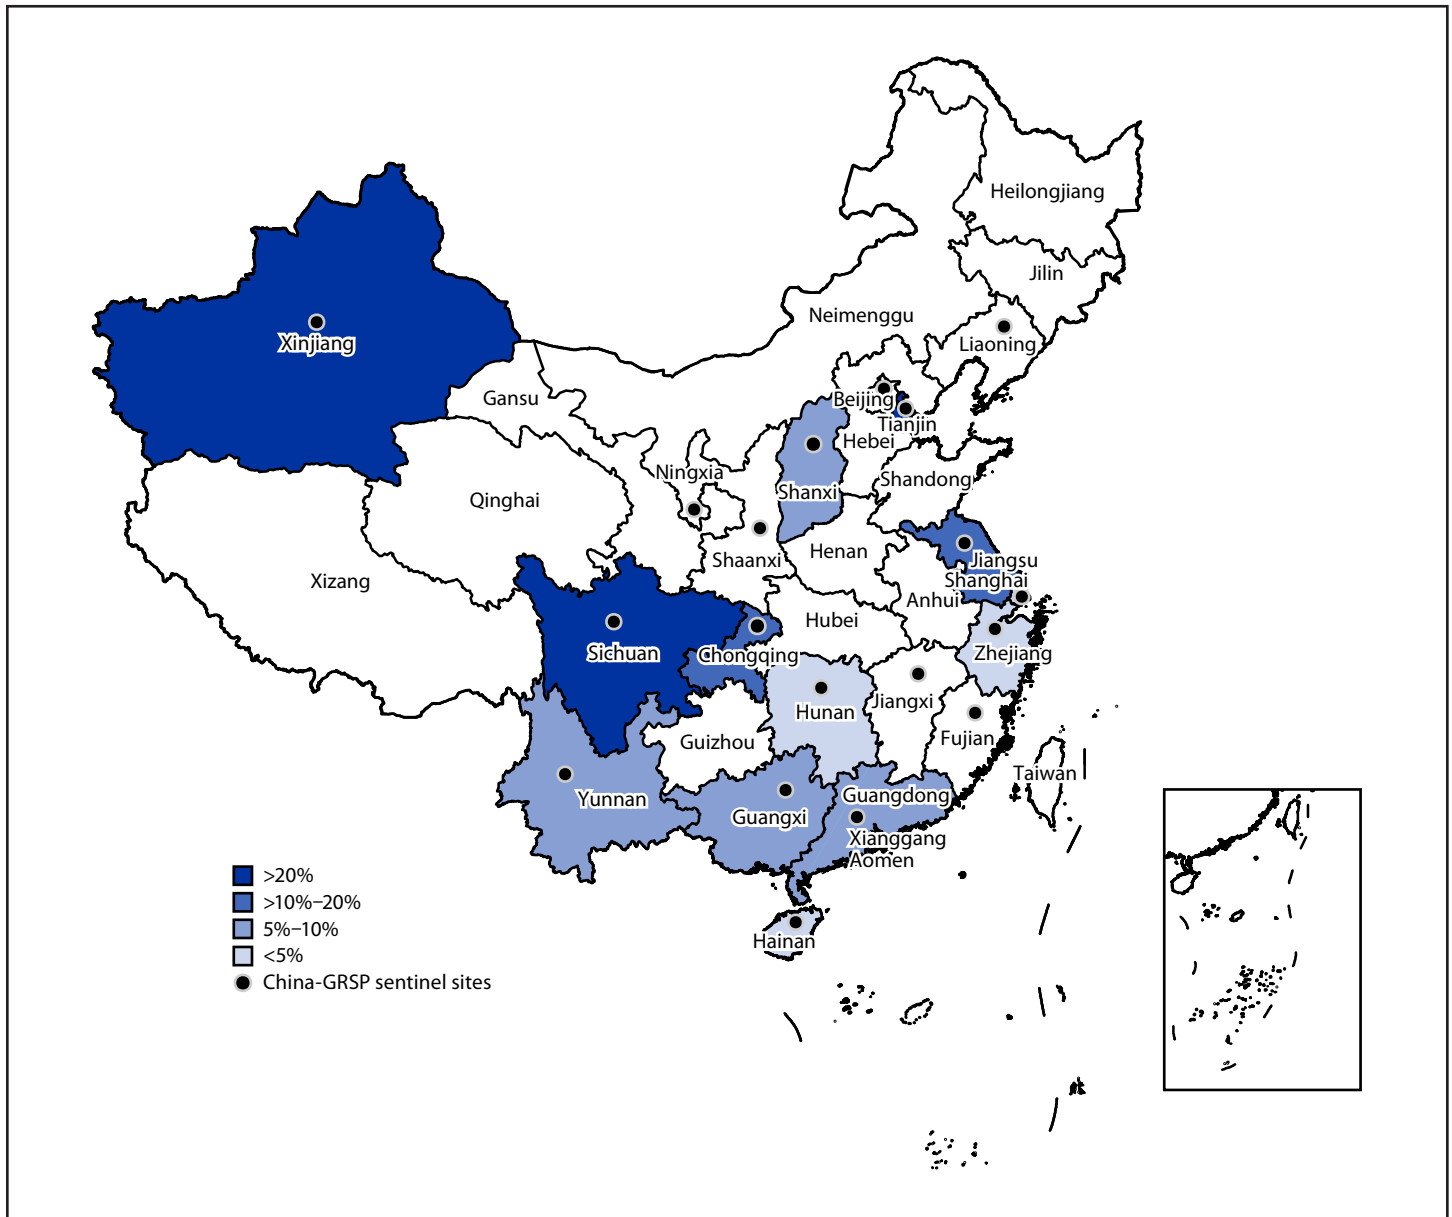 Heilongjiang
Jilin
Neimenggu
Liaoning
Xinjiang
Gansu
Beijing
Tianjin
Hebei
Ningxia
Shandong
Shanxi
Qinghai
Henan
Shaanxi
Jiangsu
Xizang
Shanghai
Anhui
Hubei
Sichuan
Chongqing
Zhejiang
Jiangxi
Hunan
Guizhou
Fujian
Taiwan
Yunnan
Guangdong
Guangxi
Xianggang
Aomen
>20%
>10%–20%
5%–10%
<5%
Hainan
China-GRSP sentinel sites